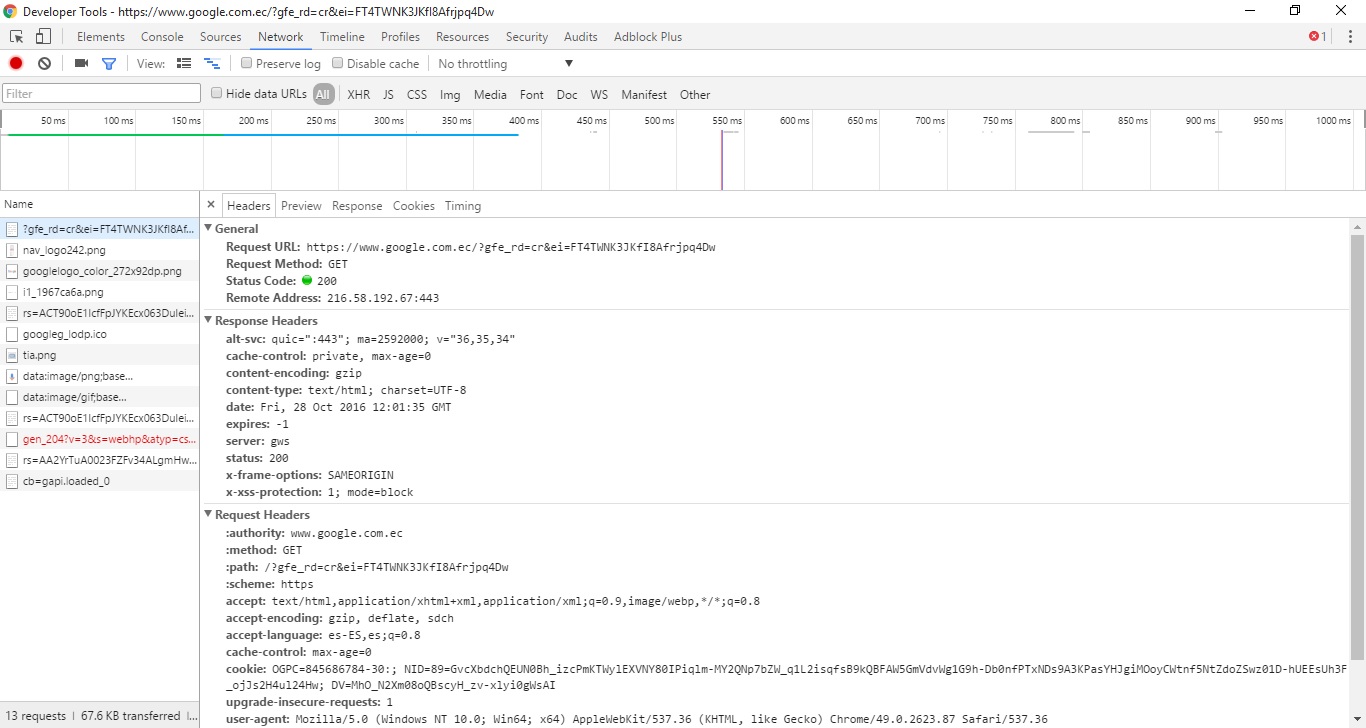 Developer Tools - https://www.google.com.ec/?gfe_rd=cr&ei=FT4TWNK3JKfI8Afrjpq4Dw
Elements Console Sources Network Timeline Profiles Resources Security Audits Adblock Plus 1
View: Preserve log Disable cache No throttling
Filter Hide data URLs All XHR JS CSS Img Media Font Doc WS Manifest Other
50 ms 100 ms 150 ms 200 ms 250 ms 300 ms 350 ms 400 ms 450 ms 500 ms 550 ms 600 ms 650 ms 700 ms 750 ms 800 ms 850 ms 900 ms 950 ms 1000 ms
Name
?gfe_rd=cr&ei=FT4TWNK3JKfI8Af...
nav_logo242.png
googlelogo_color_272x92dp.png
i1_1967ca6a.png
rs=ACT90oE1IcfFpJYKEcx063Dulei...
googleg_lodp.ico
tia.png
data:image/png;base...
data:image/gif;base...
rs=ACT90oE1IcfFpJYKEcx063Dulei...
gen_204?v=3&s=webhp&atyp=cs...
rs=AA2YrTuA0023FZFv34ALgmHw...
cb=gapi.loaded_0
13 requests | 67.6 KB transferred | ...
× Headers Preview Response Cookies Timing
General
Request URL: https://www.google.com.ec/?gfe_rd=cr&ei=FT4TWNK3JKfI8Afrjpq4Dw
Request Method: GET
Status Code: 200
Remote Address: 216.58.192.67:443
Response Headers
alt-svc: quic=":443"; ma=2592000; v="36,35,34"
cache-control: private, max-age=0
content-encoding: gzip
content-type: text/html; charset=UTF-8
date: Fri, 28 Oct 2016 12:01:35 GMT
expires: -1
server: gws
status: 200
x-frame-options: SAMEORIGIN
x-xss-protection: 1; mode=block
Request Headers
:authority: www.google.com.ec
:method: GET
:path: /?gfe_rd=cr&ei=FT4TWNK3JKfI8Afrjpq4Dw
:scheme: https
accept: text/html,application/xhtml+xml,application/xml;q=0.9,image/webp,*/*;q=0.8
accept-encoding: gzip, deflate, sdch
accept-language: es-ES,es;q=0.8
cache-control: max-age=0
cookie: OGPC=845686784-30:; NID=89=GvcXbdchQEUN0Bh_izcPmKTWylEXVNY80IPiqlm-MY2QNp7bZW_q1L2isqfsB9kQBFAW5GmVdvWg1G9h-Db0nfPTxNDs9A3KPasYHJgiMOoyCWtnf5NtZdoZSwz01D-hUEEsUh3F
_ojJs2H4ul24Hw; DV=MhO_N2Xm08oQBscyH_zv-xlyi0gWsAI
upgrade-insecure-requests: 1
user-agent: Mozilla/5.0 (Windows NT 10.0; Win64; x64) AppleWebKit/537.36 (KHTML, like Gecko) Chrome/49.0.2623.87 Safari/537.36